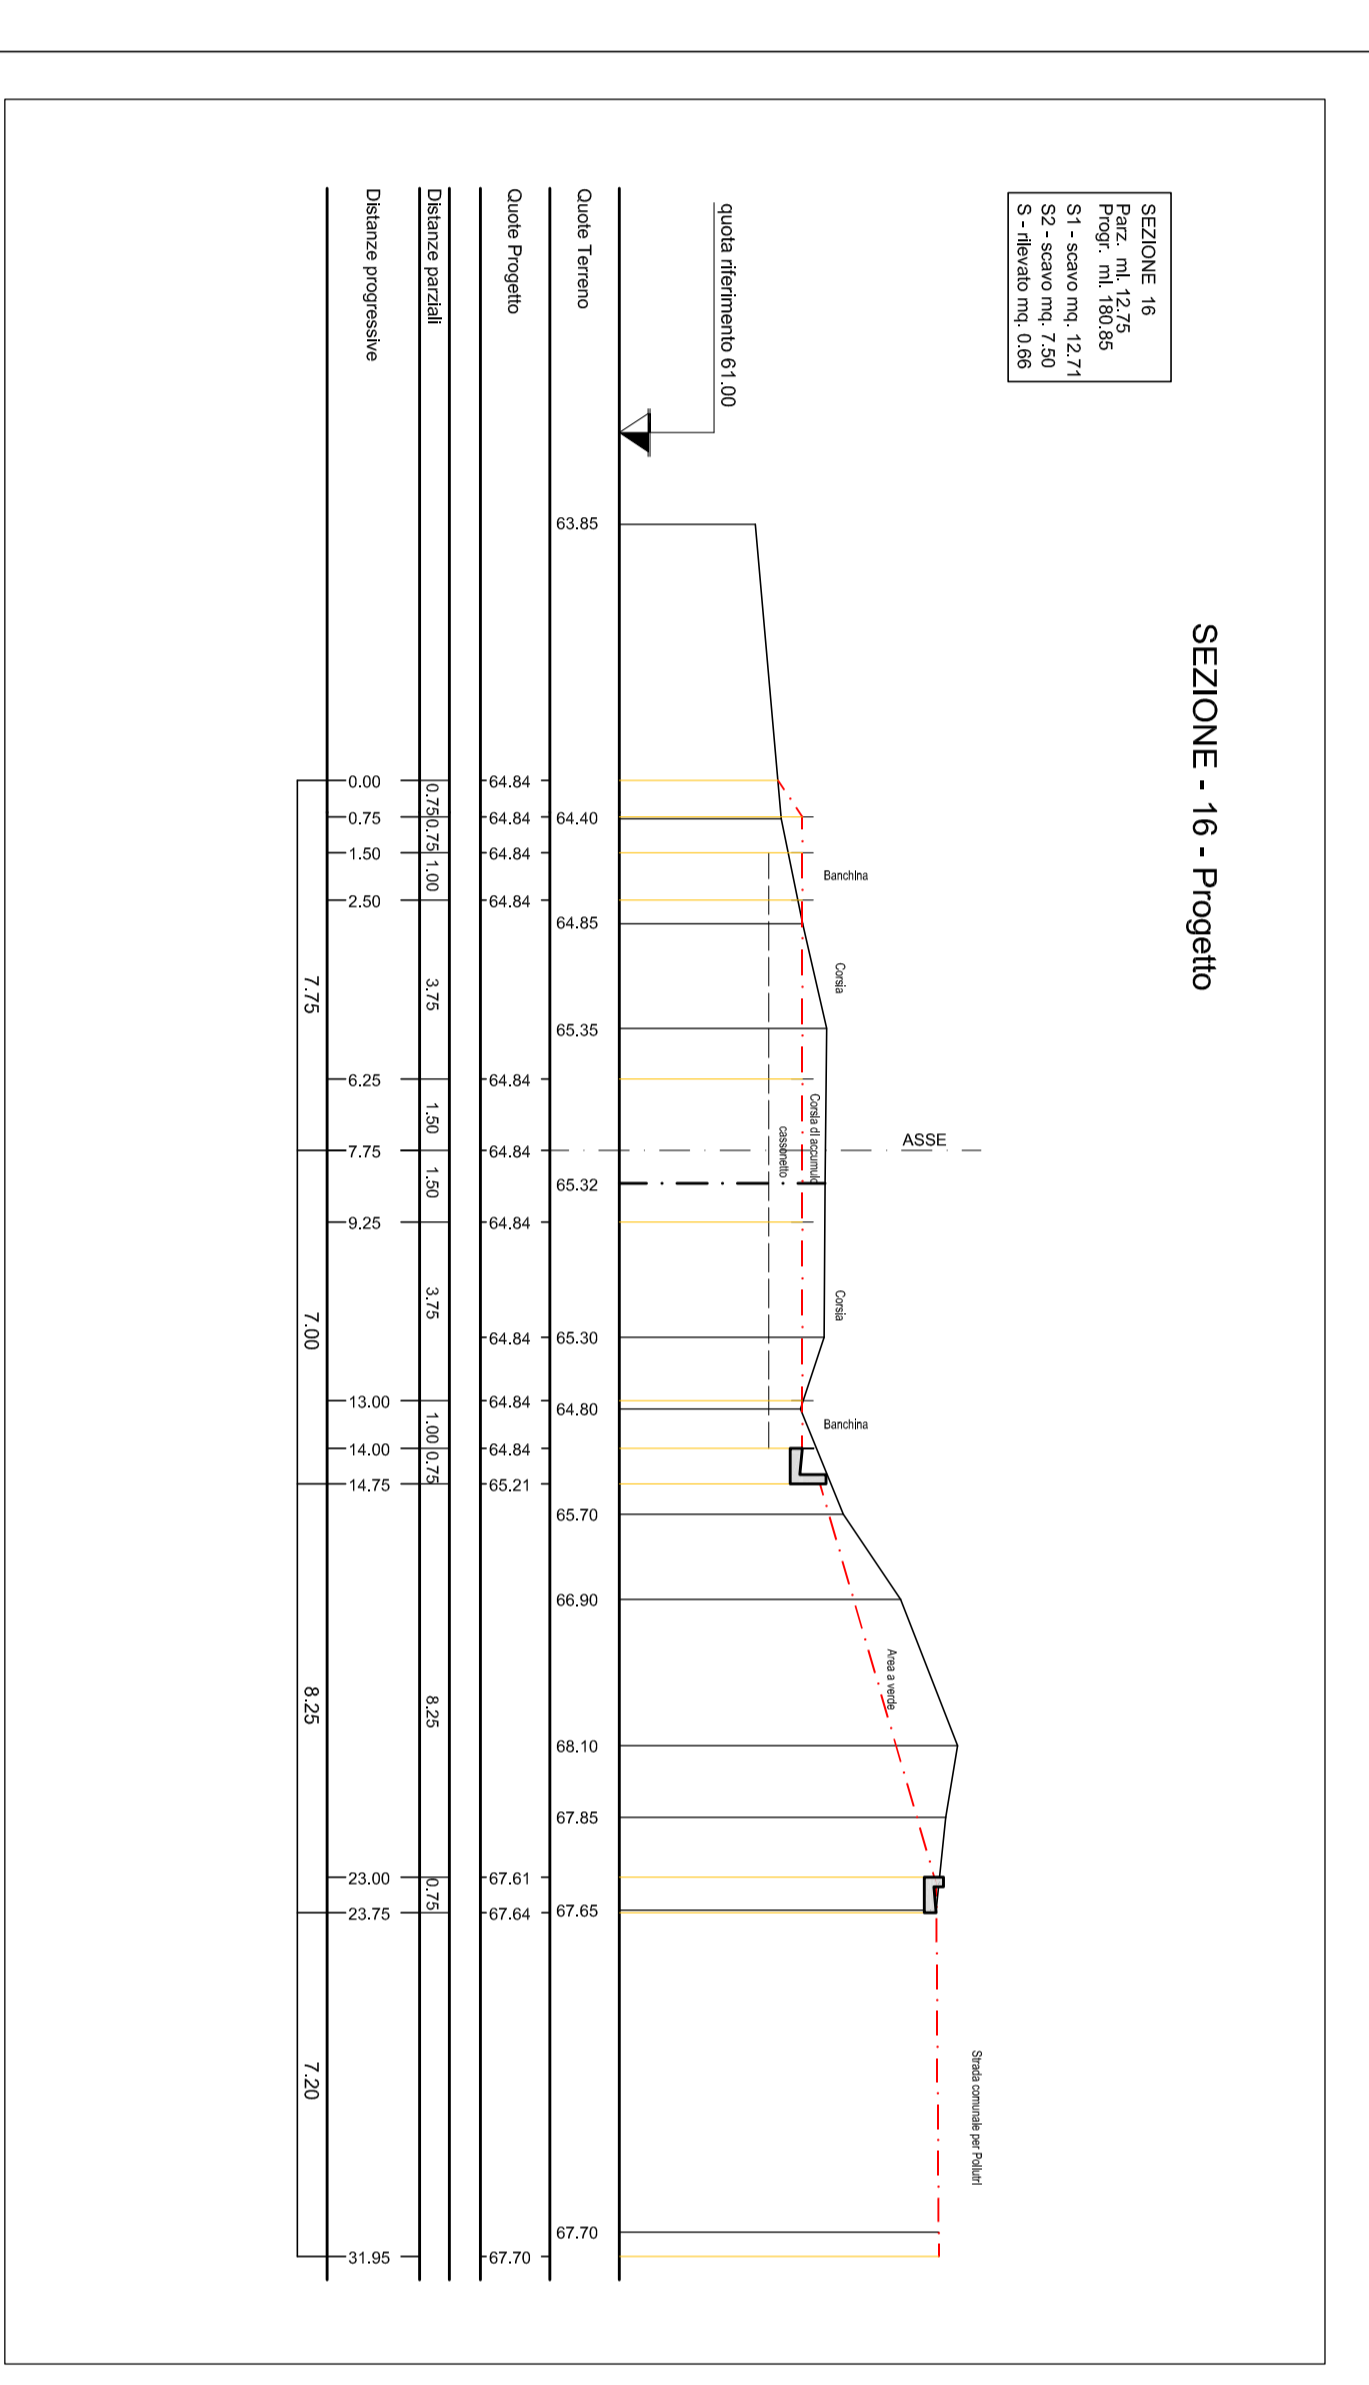 SEZIONE - 16 - Progetto
SEZIONE 16
Parz. ml. 12.75
Progr. ml. 180.85
S1 - scavo mq. 12.71
S2 - scavo mq. 7.50
S - rilevato mq. 0.66
ASSE
Strada comunale per Pollutri
Area a verde
Banchina
Corsia
Corsia di accumulo
cassonetto
Corsia
Banchina
quota riferimento 61.00
Quote Terreno
63.85
64.40
64.85
65.35
65.32
65.30
64.80
65.70
66.90
68.10
67.85
67.65
67.70
Quote Progetto
64.84
64.84
64.84
64.84
64.84
64.84
64.84
64.84
64.84
64.84
65.21
67.61
67.64
67.70
Distanze parziali
0.75
0.75
1.00
3.75
1.50
1.50
3.75
1.00
0.75
8.25
0.75
Distanze progressive
0.00
0.75
1.50
2.50
6.25
7.75
9.25
13.00
14.00
14.75
23.00
23.75
31.95
7.75
7.00
8.25
7.20